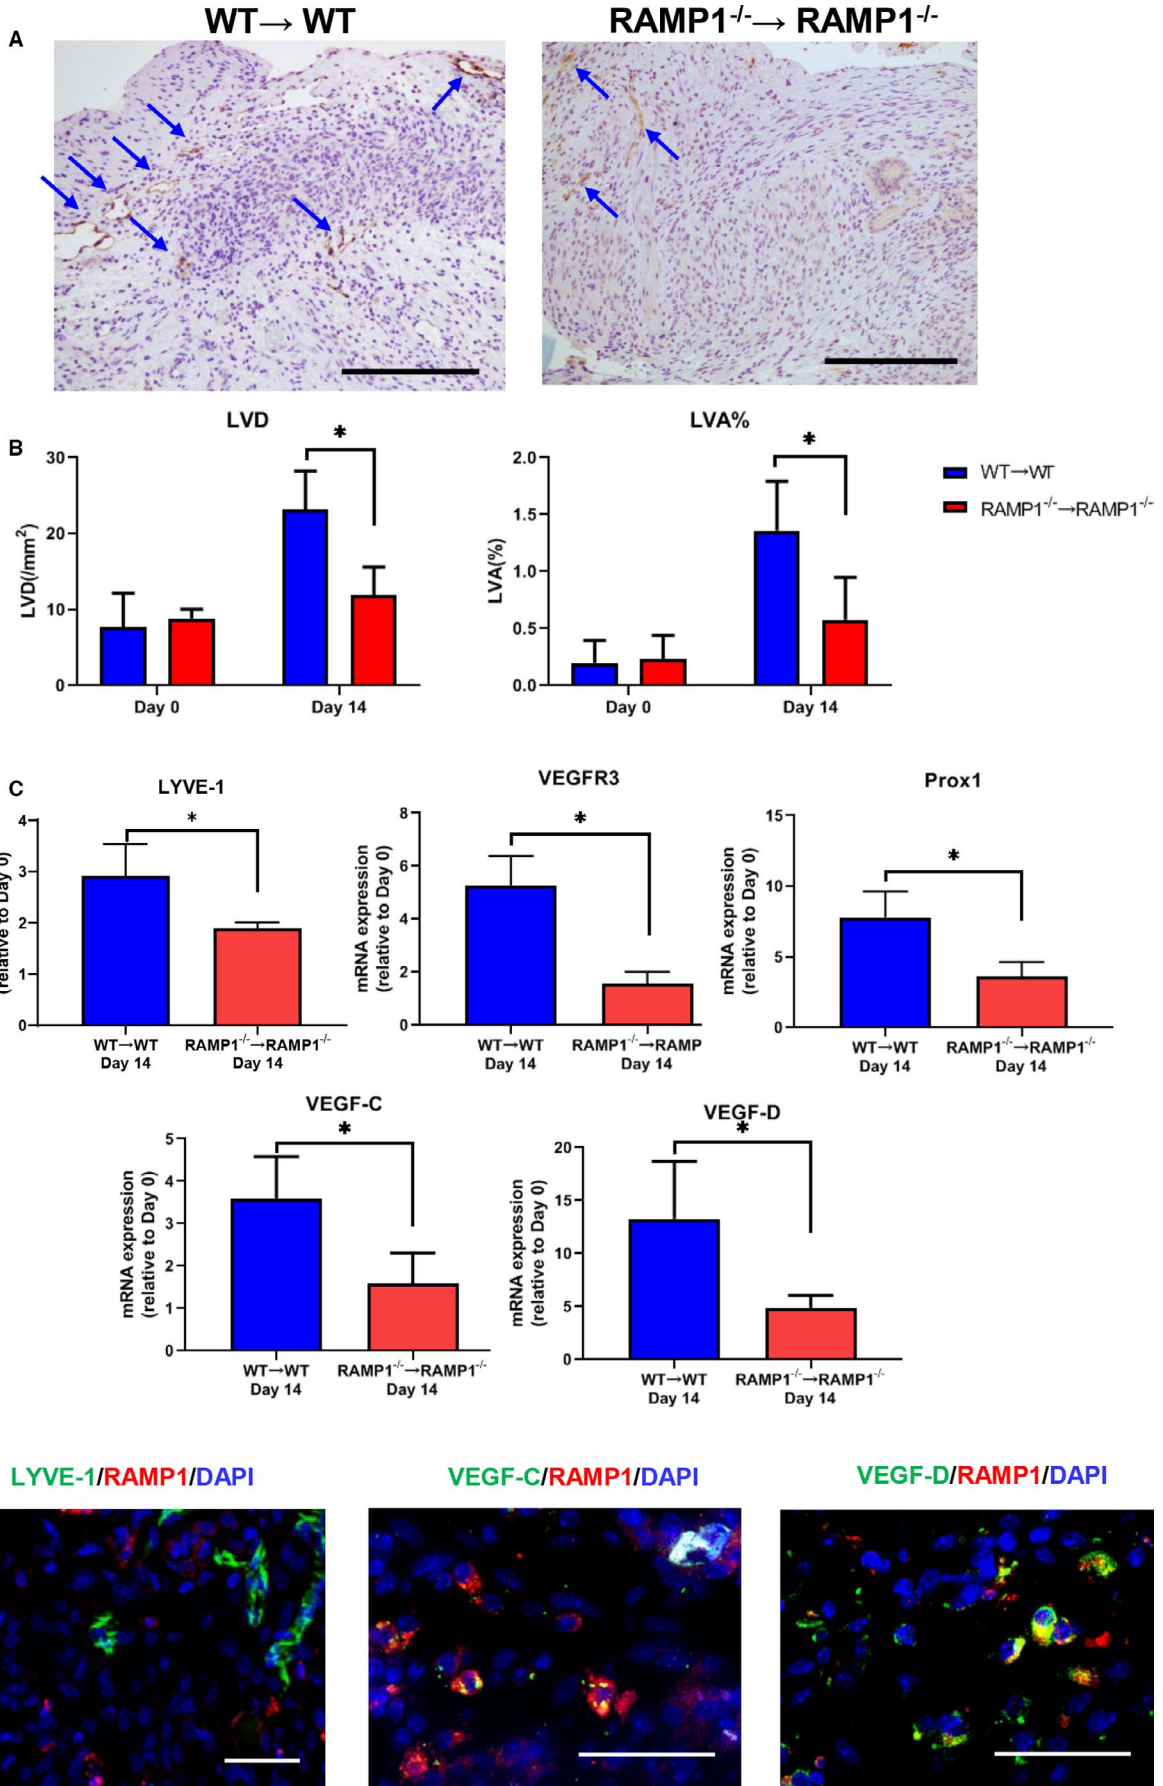 A
WT→ WT
RAMP1-/-→ RAMP1-/-
B
LVD
LVD(/mm2)
30
20
10
0
*
Day 0
Day 14
LVA%
LVA(%)
2.0
1.5
1.0
0.5
0.0
*
Day 0
Day 14
WT→WT
RAMP1-/-→RAMP1-/-
C
LYVE-1
(relative to Day 0)
4
3
2
1
0
*
WT→WT
Day 14
RAMP1-/-→RAMP1-/-
Day 14
VEGFR3
mRNA expression
(relative to Day 0)
8
6
4
2
0
*
WT→WT
Day 14
RAMP1-/-→RAMP
Day 14
Prox1
mRNA expression
(relative to Day 0)
15
10
5
0
*
WT→WT
Day 14
RAMP1-/-→RAMP1-/-
Day 14
VEGF-C
mRNA expression
(relative to Day 0)
5
4
3
2
1
0
*
WT→WT
Day 14
RAMP1-/-→RAMP1-/-
Day 14
VEGF-D
mRNA expression
(relative to Day 0)
20
15
10
5
0
*
WT→WT
Day 14
RAMP1-/-→RAMP1-/-
Day 14
LYVE-1/RAMP1/DAPI
VEGF-C/RAMP1/DAPI
VEGF-D/RAMP1/DAPI